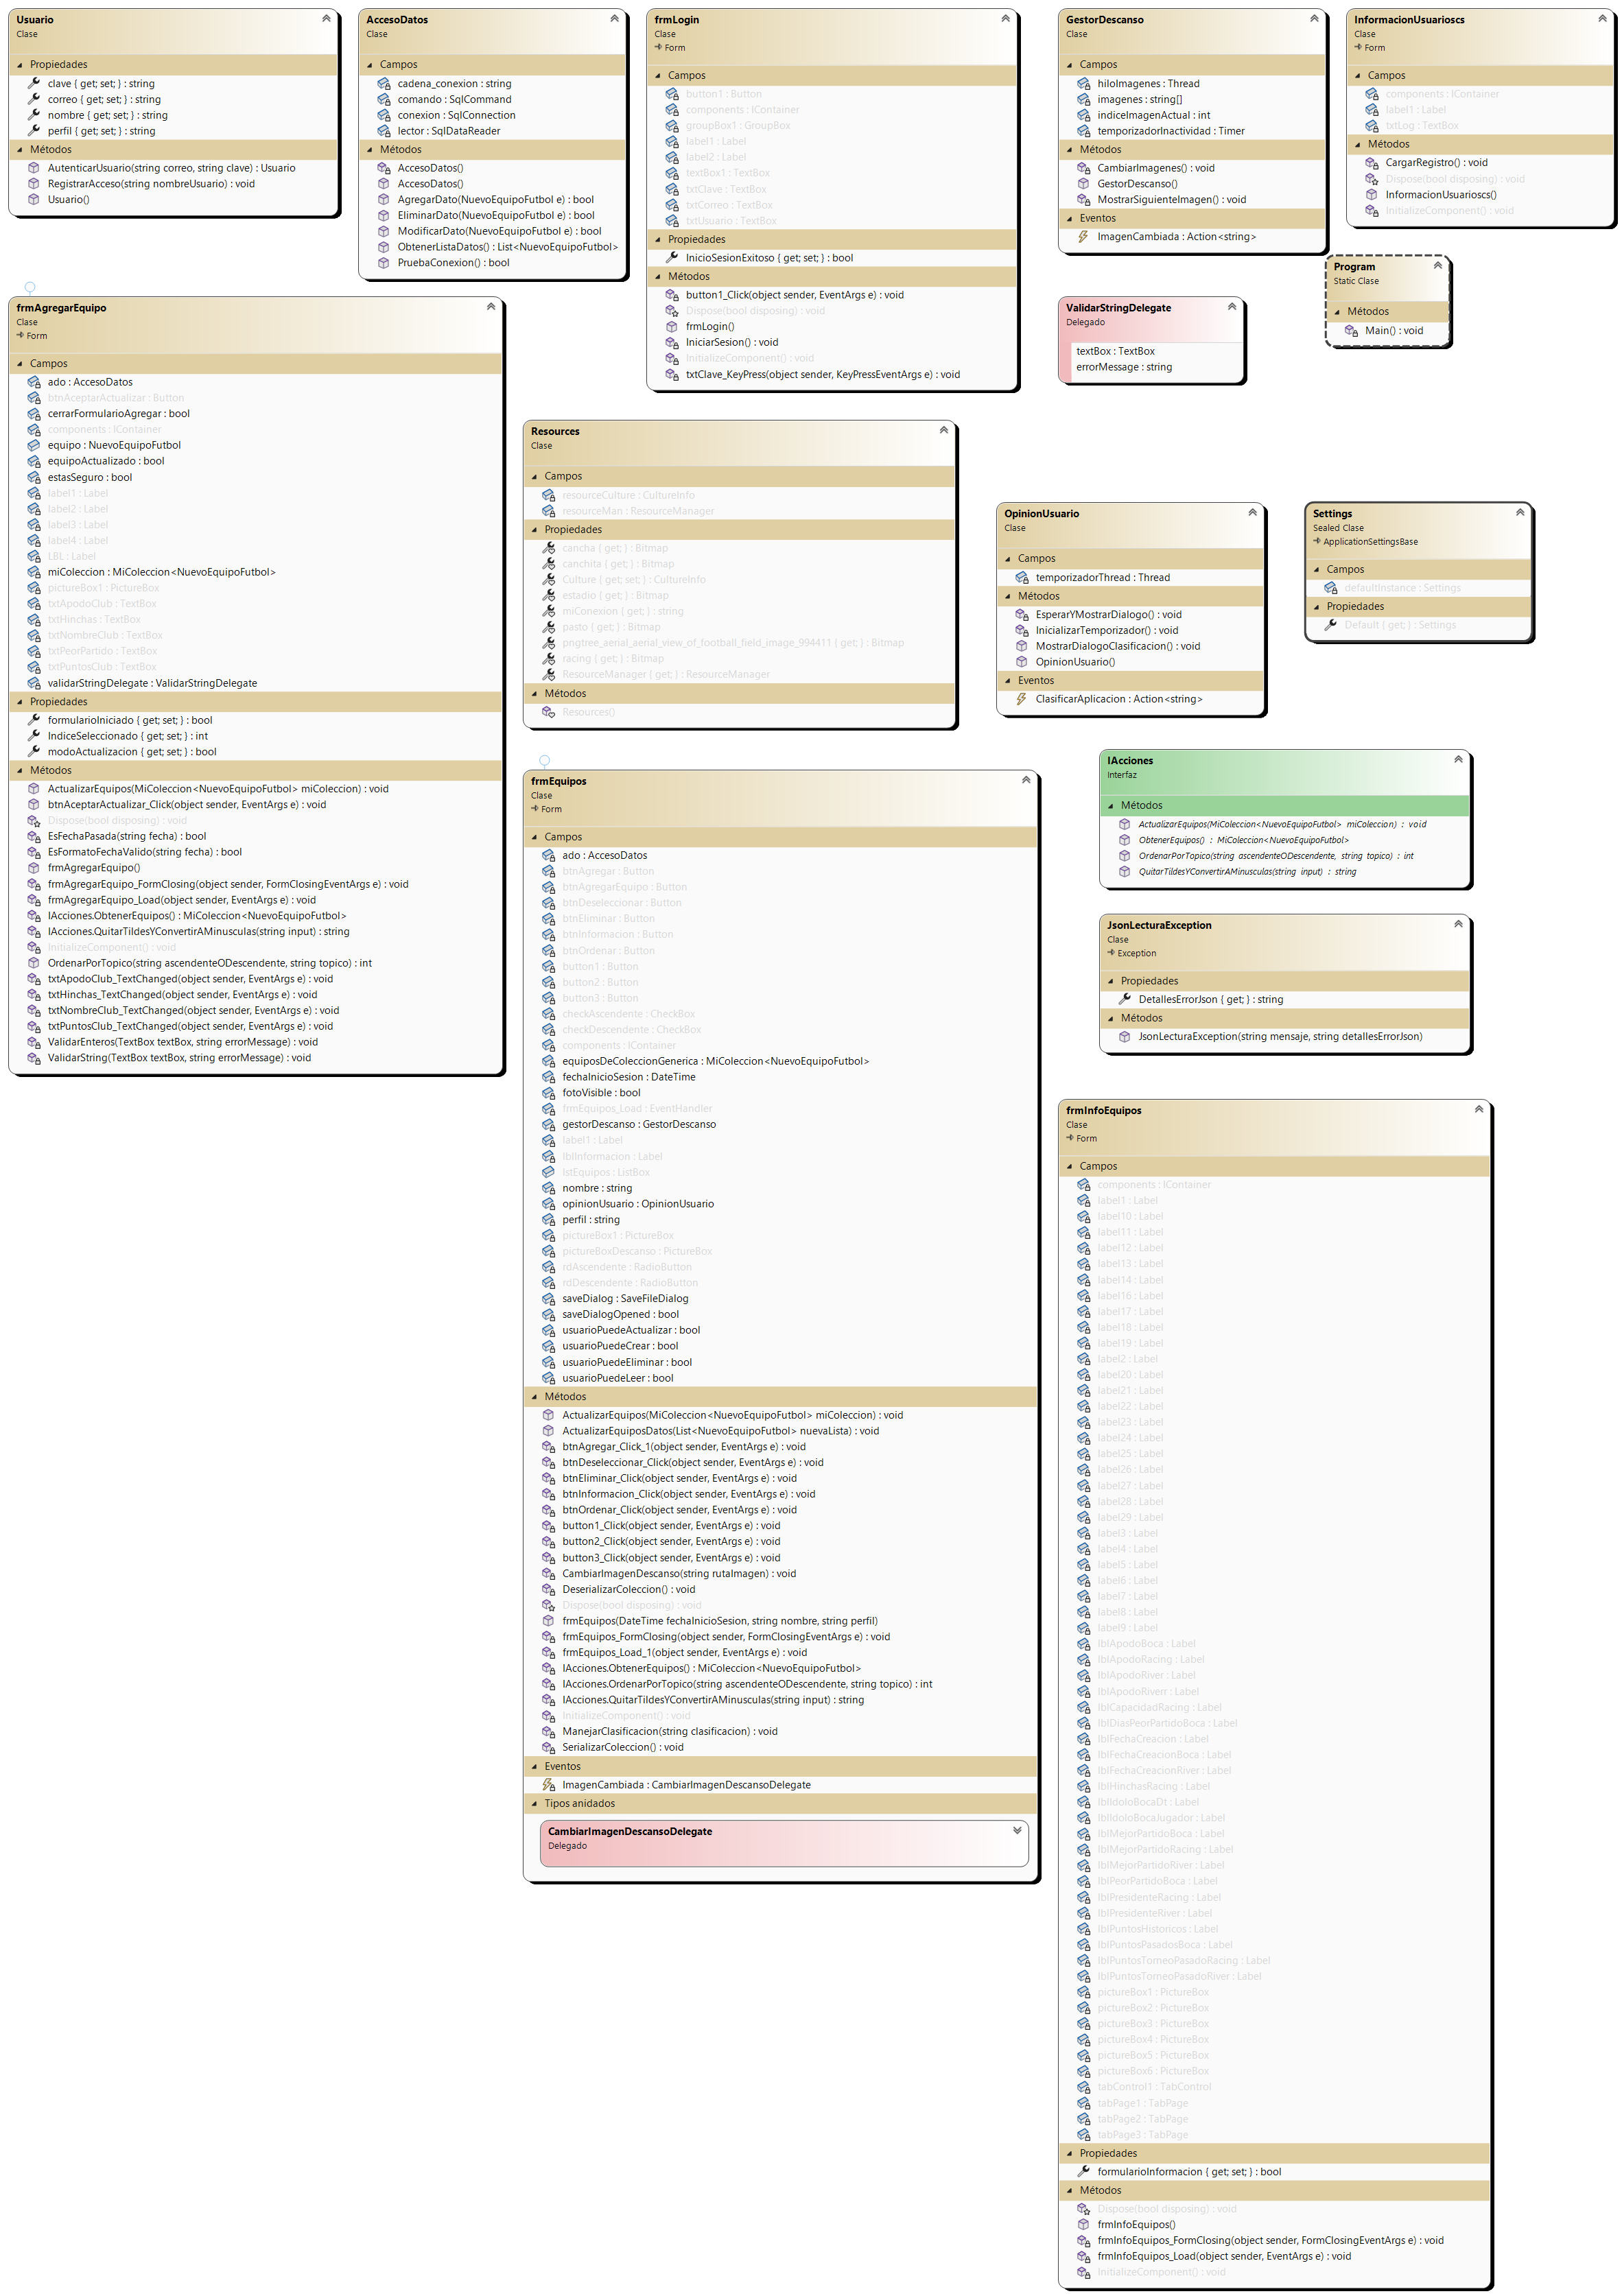 Usuario
Clase
Propiedades
clave { get; set; } : string
correo { get; set; } : string
nombre { get; set; } : string
perfil { get; set; } : string
Métodos
AutenticarUsuario(string correo, string clave) : Usuario
RegistrarAcceso(string nombreUsuario) : void
Usuario()
AccesoDatos
Clase
Campos
cadena_conexion : string
comando : SqlCommand
conexion : SqlConnection
lector : SqlDataReader
Métodos
AccesoDatos()
AccesoDatos()
AgregarDato(NuevoEquipoFutbol e) : bool
EliminarDato(NuevoEquipoFutbol e) : bool
ModificarDato(NuevoEquipoFutbol e) : bool
ObtenerListaDatos() : List<NuevoEquipoFutbol>
PruebaConexion() : bool
frmLogin
Clase
Form
Campos
button1 : Button
components : IContainer
groupBox1 : GroupBox
label1 : Label
label2 : Label
textBox1 : TextBox
txtClave : TextBox
txtCorreo : TextBox
txtUsuario : TextBox
Propiedades
InicioSesionExitoso { get; set; } : bool
Métodos
button1_Click(object sender, EventArgs e) : void
Dispose(bool disposing) : void
frmLogin()
IniciarSesion() : void
InitializeComponent() : void
txtClave_KeyPress(object sender, KeyPressEventArgs e) : void
GestorDescanso
Clase
Campos
hiloImagenes : Thread
imagenes : string[]
indiceImagenActual : int
temporizadorInactividad : Timer
Métodos
CambiarImagenes() : void
GestorDescanso()
MostrarSiguienteImagen() : void
Eventos
ImagenCambiada : Action<string>
InformacionUsuarioscs
Clase
Form
Campos
components : IContainer
label1 : Label
txtLog : TextBox
Métodos
CargarRegistro() : void
Dispose(bool disposing) : void
InformacionUsuarioscs()
InitializeComponent() : void
Program
Static Clase
Métodos
Main() : void
ValidarStringDelegate
Delegado
textBox : TextBox
errorMessage : string
frmAgregarEquipo
Clase
Form
Campos
ado : AccesoDatos
btnAceptarActualizar : Button
cerrarFormularioAgregar : bool
components : IContainer
equipo : NuevoEquipoFutbol
equipoActualizado : bool
estasSeguro : bool
label1 : Label
label2 : Label
label3 : Label
label4 : Label
LBL : Label
miColeccion : MiColeccion<NuevoEquipoFutbol>
pictureBox1 : PictureBox
txtApodoClub : TextBox
txtHinchas : TextBox
txtNombreClub : TextBox
txtPeorPartido : TextBox
txtPuntosClub : TextBox
validarStringDelegate : ValidarStringDelegate
Propiedades
formularioIniciado { get; set; } : bool
IndiceSeleccionado { get; set; } : int
modoActualizacion { get; set; } : bool
Métodos
ActualizarEquipos(MiColeccion<NuevoEquipoFutbol> miColeccion) : void
btnAceptarActualizar_Click(object sender, EventArgs e) : void
Dispose(bool disposing) : void
EsFechaPasada(string fecha) : bool
EsFormatoFechaValido(string fecha) : bool
frmAgregarEquipo()
frmAgregarEquipo_FormClosing(object sender, FormClosingEventArgs e) : void
frmAgregarEquipo_Load(object sender, EventArgs e) : void
IAcciones.ObtenerEquipos() : MiColeccion<NuevoEquipoFutbol>
IAcciones.QuitarTildesYConvertirAMinusculas(string input) : string
InitializeComponent() : void
OrdenarPorTopico(string ascendenteODescendente, string topico) : int
txtApodoClub_TextChanged(object sender, EventArgs e) : void
txtHinchas_TextChanged(object sender, EventArgs e) : void
txtNombreClub_TextChanged(object sender, EventArgs e) : void
txtPuntosClub_TextChanged(object sender, EventArgs e) : void
ValidarEnteros(TextBox textBox, string errorMessage) : void
ValidarString(TextBox textBox, string errorMessage) : void
Resources
Clase
Campos
resourceCulture : CultureInfo
resourceMan : ResourceManager
Propiedades
cancha { get; } : Bitmap
canchita { get; } : Bitmap
Culture { get; set; } : CultureInfo
estadio { get; } : Bitmap
miConexion { get; } : string
pasto { get; } : Bitmap
pngtree_aerial_aerial_view_of_football_field_image_994411 { get; } : Bitmap
racing { get; } : Bitmap
ResourceManager { get; } : ResourceManager
Métodos
Resources()
OpinionUsuario
Clase
Campos
temporizadorThread : Thread
Métodos
EsperarYMostrarDialogo() : void
InicializarTemporizador() : void
MostrarDialogoClasificacion() : void
OpinionUsuario()
Eventos
ClasificarAplicacion : Action<string>
Settings
Sealed Clase
ApplicationSettingsBase
Campos
defaultInstance : Settings
Propiedades
Default { get; } : Settings
frmEquipos
Clase
Form
Campos
ado : AccesoDatos
btnAgregar : Button
btnAgregarEquipo : Button
btnDeseleccionar : Button
btnEliminar : Button
btnInformacion : Button
btnOrdenar : Button
button1 : Button
button2 : Button
button3 : Button
checkAscendente : CheckBox
checkDescendente : CheckBox
components : IContainer
equiposDeColeccionGenerica : MiColeccion<NuevoEquipoFutbol>
fechaInicioSesion : DateTime
fotoVisible : bool
frmEquipos_Load : EventHandler
gestorDescanso : GestorDescanso
label1 : Label
lblInformacion : Label
lstEquipos : ListBox
nombre : string
opinionUsuario : OpinionUsuario
perfil : string
pictureBox1 : PictureBox
pictureBoxDescanso : PictureBox
rdAscendente : RadioButton
rdDescendente : RadioButton
saveDialog : SaveFileDialog
saveDialogOpened : bool
usuarioPuedeActualizar : bool
usuarioPuedeCrear : bool
usuarioPuedeEliminar : bool
usuarioPuedeLeer : bool
Métodos
ActualizarEquipos(MiColeccion<NuevoEquipoFutbol> miColeccion) : void
ActualizarEquiposDatos(List<NuevoEquipoFutbol> nuevaLista) : void
btnAgregar_Click_1(object sender, EventArgs e) : void
btnDeseleccionar_Click(object sender, EventArgs e) : void
btnEliminar_Click(object sender, EventArgs e) : void
btnInformacion_Click(object sender, EventArgs e) : void
btnOrdenar_Click(object sender, EventArgs e) : void
button1_Click(object sender, EventArgs e) : void
button2_Click(object sender, EventArgs e) : void
button3_Click(object sender, EventArgs e) : void
CambiarImagenDescanso(string rutaImagen) : void
DeserializarColeccion() : void
Dispose(bool disposing) : void
frmEquipos(DateTime fechaInicioSesion, string nombre, string perfil)
frmEquipos_FormClosing(object sender, FormClosingEventArgs e) : void
frmEquipos_Load_1(object sender, EventArgs e) : void
IAcciones.ObtenerEquipos() : MiColeccion<NuevoEquipoFutbol>
IAcciones.OrdenarPorTopico(string ascendenteODescendente, string topico) : int
IAcciones.QuitarTildesYConvertirAMinusculas(string input) : string
InitializeComponent() : void
ManejarClasificacion(string clasificacion) : void
SerializarColeccion() : void
Eventos
ImagenCambiada : CambiarImagenDescansoDelegate
Tipos anidados
CambiarImagenDescansoDelegate
Delegado
IAcciones
Interfaz
Métodos
ActualizarEquipos(MiColeccion<NuevoEquipoFutbol> miColeccion) : void
ObtenerEquipos() : MiColeccion<NuevoEquipoFutbol>
OrdenarPorTopico(string ascendenteODescendente, string topico) : int
QuitarTildesYConvertirAMinusculas(string input) : string
JsonLecturaException
Clase
Exception
Propiedades
DetallesErrorJson { get; } : string
Métodos
JsonLecturaException(string mensaje, string detallesErrorJson)
frmInfoEquipos
Clase
Form
Campos
components : IContainer
label1 : Label
label10 : Label
label11 : Label
label12 : Label
label13 : Label
label14 : Label
label16 : Label
label17 : Label
label18 : Label
label19 : Label
label2 : Label
label20 : Label
label21 : Label
label22 : Label
label23 : Label
label24 : Label
label25 : Label
label26 : Label
label27 : Label
label28 : Label
label29 : Label
label3 : Label
label4 : Label
label5 : Label
label6 : Label
label7 : Label
label8 : Label
label9 : Label
lblApodoBoca : Label
lblApodoRacing : Label
lblApodoRiver : Label
lblApodoRiverr : Label
lblCapacidadRacing : Label
lblDiasPeorPartidoBoca : Label
lblFechaCreacion : Label
lblFechaCreacionBoca : Label
lblFechaCreacionRiver : Label
lblHinchasRacing : Label
lblIdoloBocaDt : Label
lblIdoloBocaJugador : Label
lblMejorPartidoBoca : Label
lblMejorPartidoRacing : Label
lblMejorPartidoRiver : Label
lblPeorPartidoBoca : Label
lblPresidenteRacing : Label
lblPresidenteRiver : Label
lblPuntosHistoricos : Label
lblPuntosPasadosBoca : Label
lblPuntosTorneoPasadoRacing : Label
lblPuntosTorneoPasadoRiver : Label
pictureBox1 : PictureBox
pictureBox2 : PictureBox
pictureBox3 : PictureBox
pictureBox4 : PictureBox
pictureBox5 : PictureBox
pictureBox6 : PictureBox
tabControl1 : TabControl
tabPage1 : TabPage
tabPage2 : TabPage
tabPage3 : TabPage
Propiedades
formularioInformacion { get; set; } : bool
Métodos
Dispose(bool disposing) : void
frmInfoEquipos()
frmInfoEquipos_FormClosing(object sender, FormClosingEventArgs e) : void
frmInfoEquipos_Load(object sender, EventArgs e) : void
InitializeComponent() : void